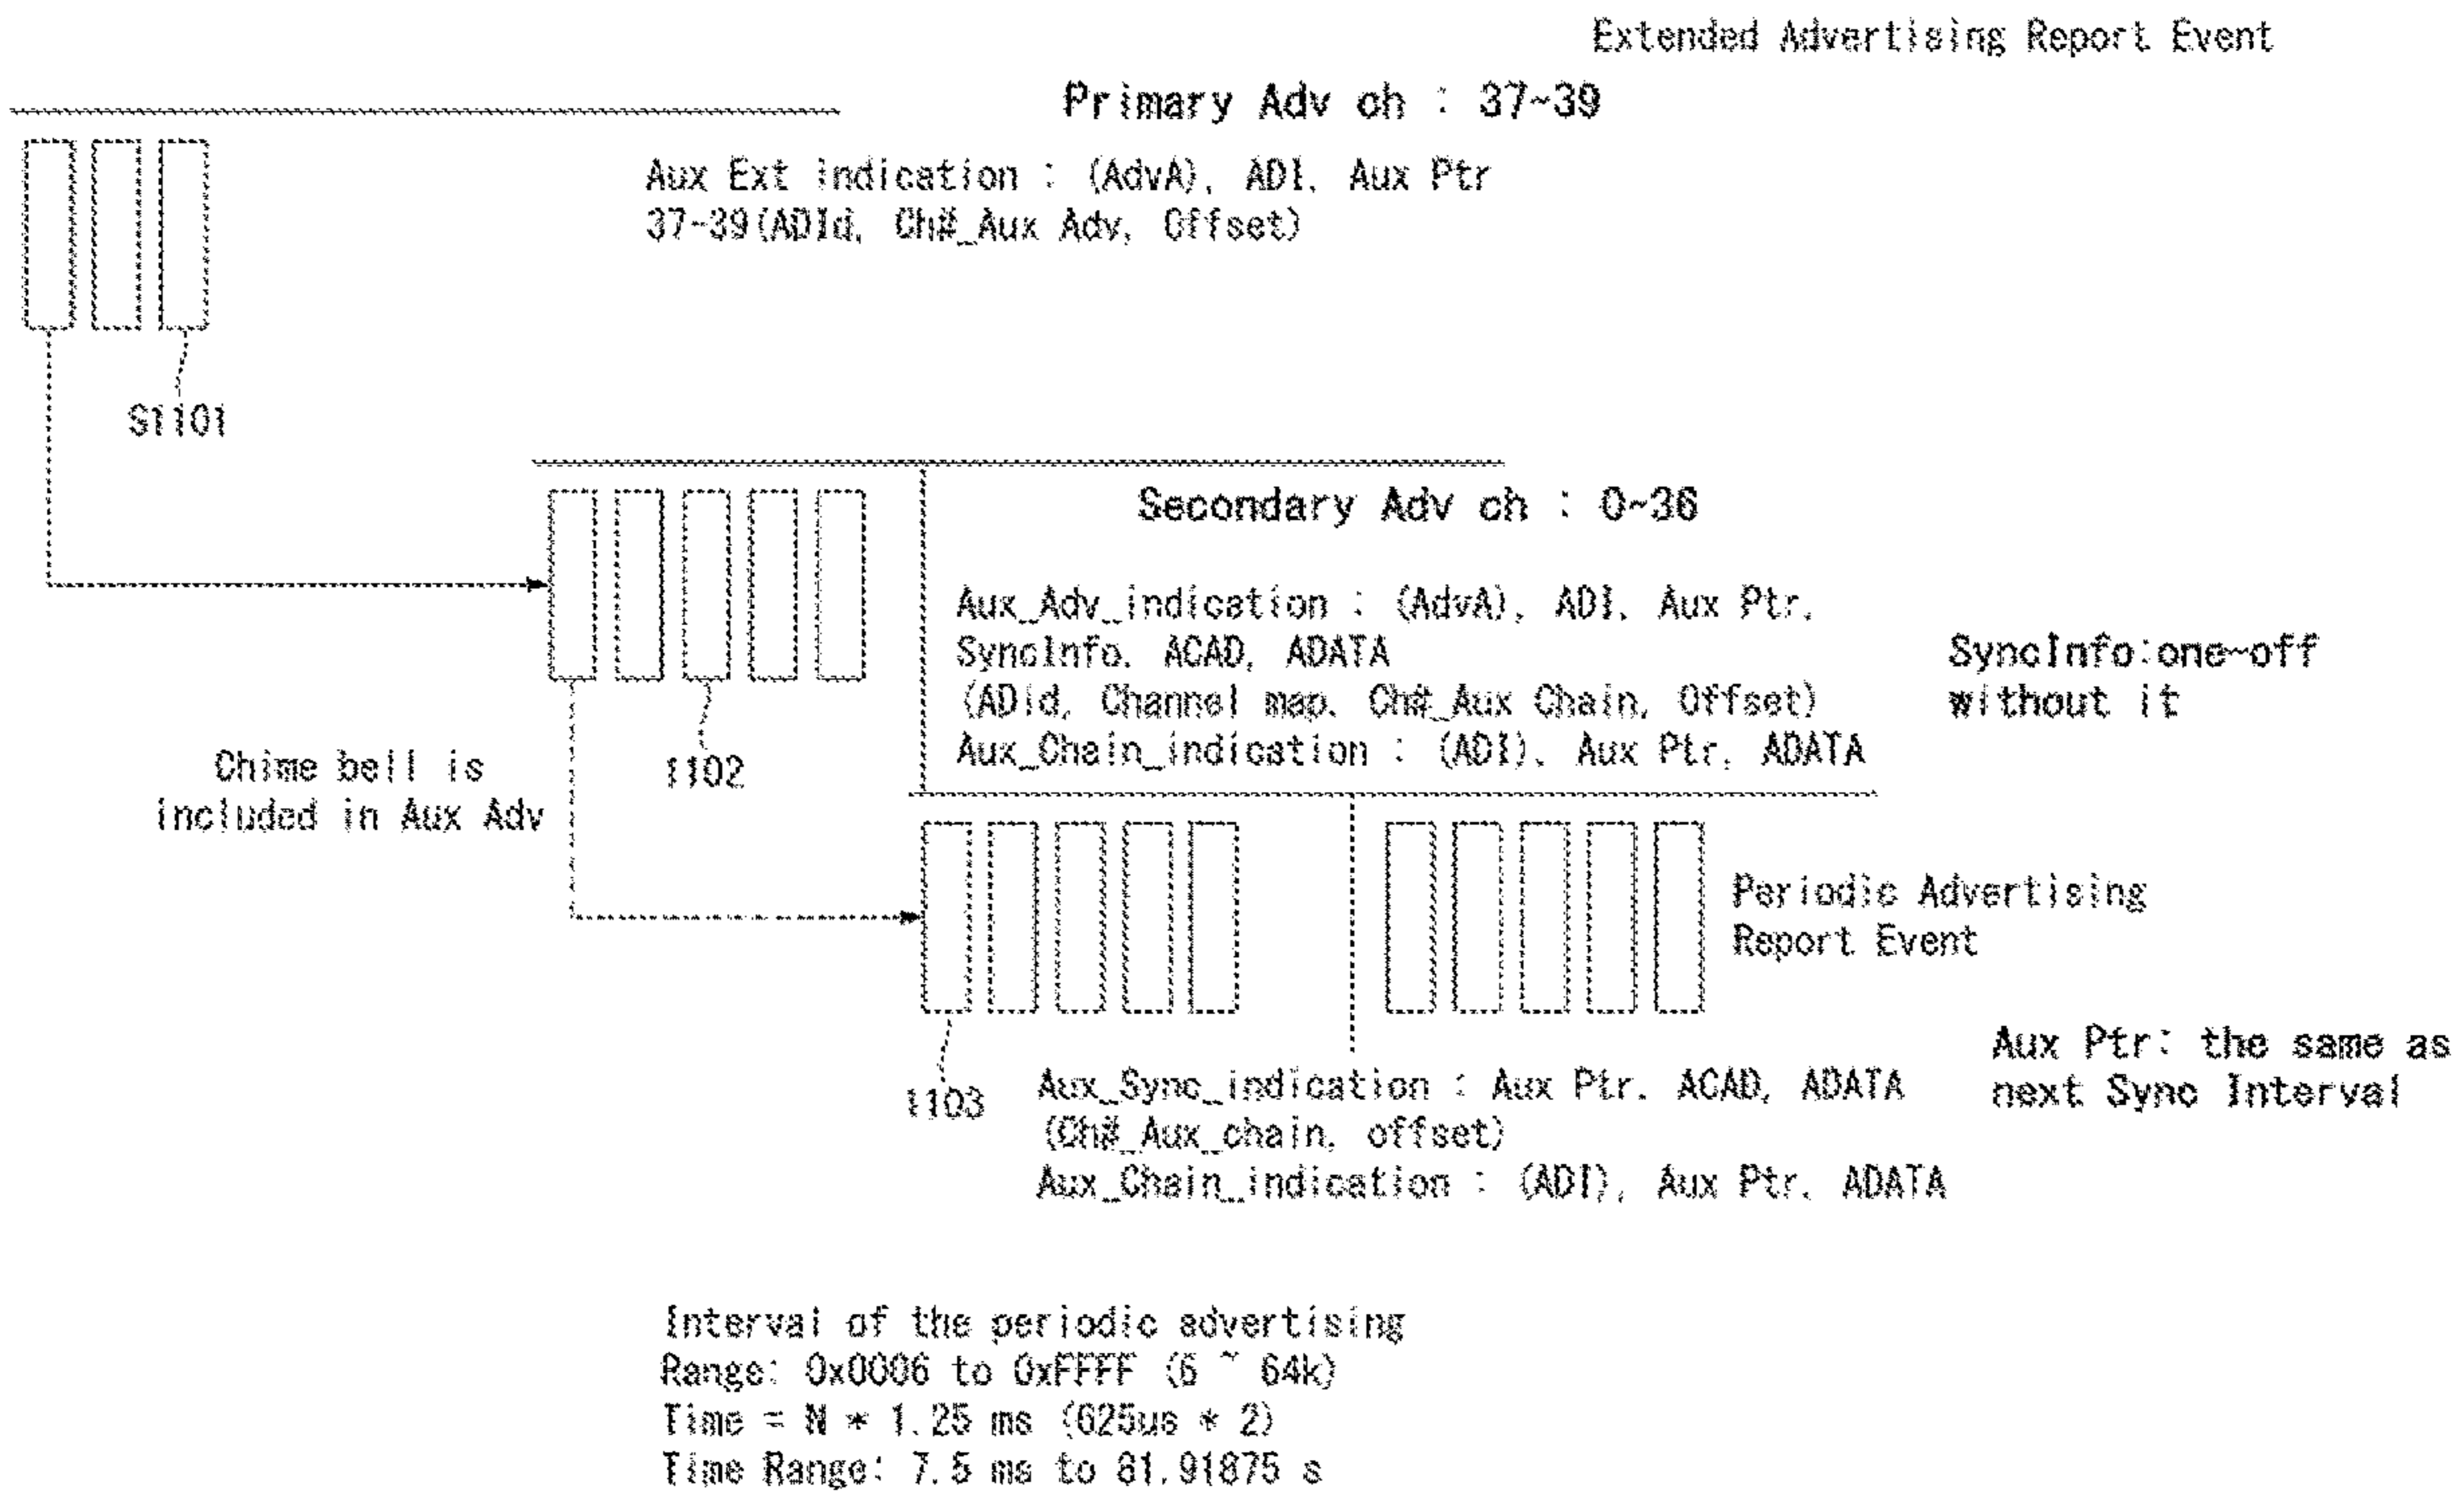 Extended Advertising Report Event
Primary Adv ch : 37~39
Aux Ext indication : (AdvA), ADI, Aux Ptr
37~39(ADId, Ch#_Aux Adv, Offset)
S1101
Secondary Adv ch : 0~36
Aux_Adv_indication : (AdvA), ADI, Aux Ptr,
SyncInfo, ACAD, ADATA
(ADid, Channel map, Ch#_Aux Chain, Offset)
Aux_Chain_indication : (ADI), Aux Ptr, ADATA
SyncInfo:one~off
without it
Chime bell is
included in Aux Adv
1102
Periodic Advertising
Report Event
1103
Aux_Sync_indication : Aux Ptr, ACAD, ADATA
(Ch#_Aux_chain, offset)
Aux_Chain_indication : (ADI), Aux Ptr, ADATA
Aux Ptr: the same as
next Sync Interval
Interval of the periodic advertising
Range: 0x0006 to 0xFFFF (6 ~ 64k)
Time = N * 1.25 ms (625us * 2)
Time Range: 7.5 ms to 81.91875 s